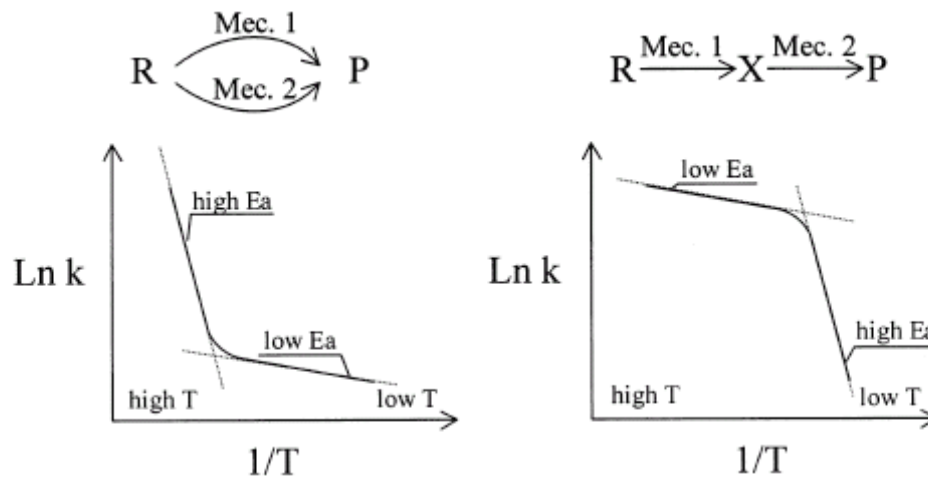 Mec. 1
R P
Mec. 2
high Ea
Ln k
low Ea
high T low T
1/T
Mec. 1 Mec. 2
R X P
low Ea
Ln k
high Ea
high T low T
1/T